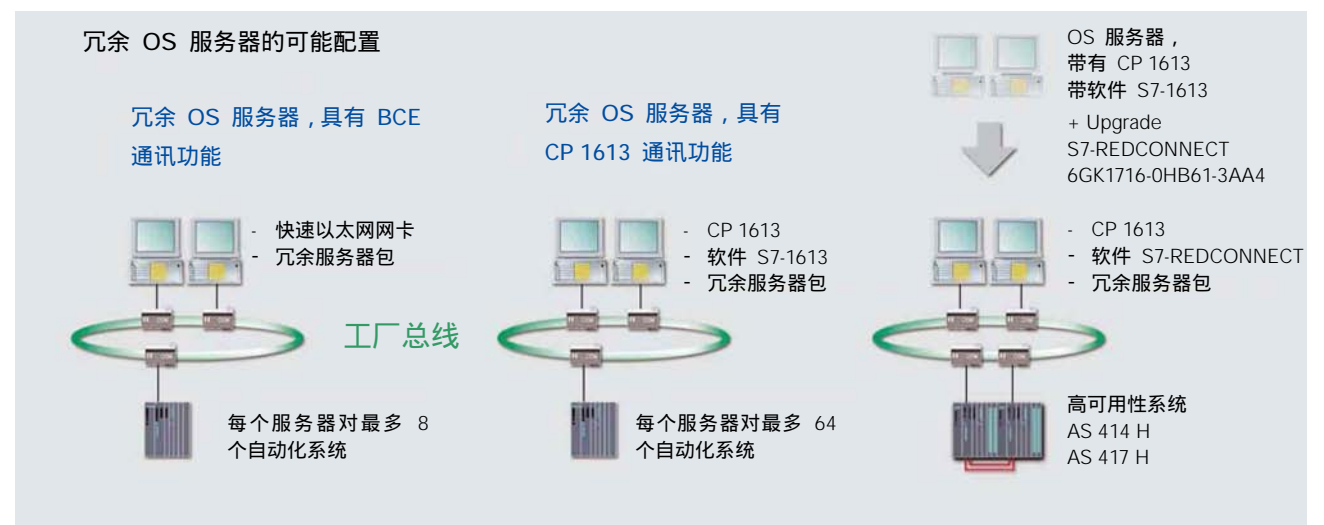 冗余 OS 服务器的可能配置
冗余 OS 服务器,具有 BCE
通讯功能
- 快速以太网网卡
- 冗余服务器包
工厂总线
每个服务器对最多 8
个自动化系统
冗余 OS 服务器,具有
CP 1613 通讯功能
- CP 1613
- 软件 S7-1613
- 冗余服务器包
每个服务器对最多 64
个自动化系统
OS 服务器,
带有 CP 1613
带软件 S7-1613
+ Upgrade
S7-REDCONNECT
6GK1716-0HB61-3AA4
- CP 1613
- 软件 S7-REDCONNECT
- 冗余服务器包
高可用性系统
AS 414 H
AS 417 H